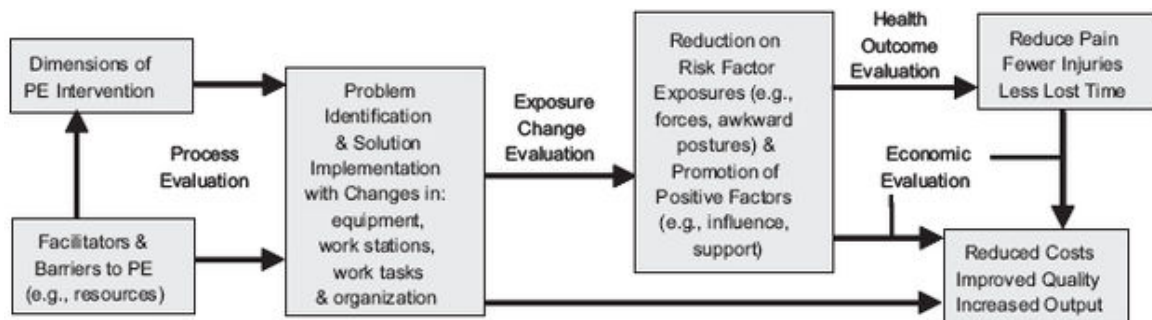 Dimensions of
PE Intervention
Facilitators &
Barriers to PE
(e.g., resources)
Process
Evaluation
Problem
Identification
& Solution
Implementation
with Changes in:
equipment,
work stations,
work tasks
& organization
Exposure
Change
Evaluation
Reduction on
Risk Factor
Exposures (e.g.,
forces, awkward
postures) &
Promotion of
Positive Factors
(e.g., influence,
support)
Health
Outcome
Evaluation
Reduce Pain
Fewer Injuries
Less Lost Time
Economic
Evaluation
Reduced Costs
Improved Quality
Increased Output